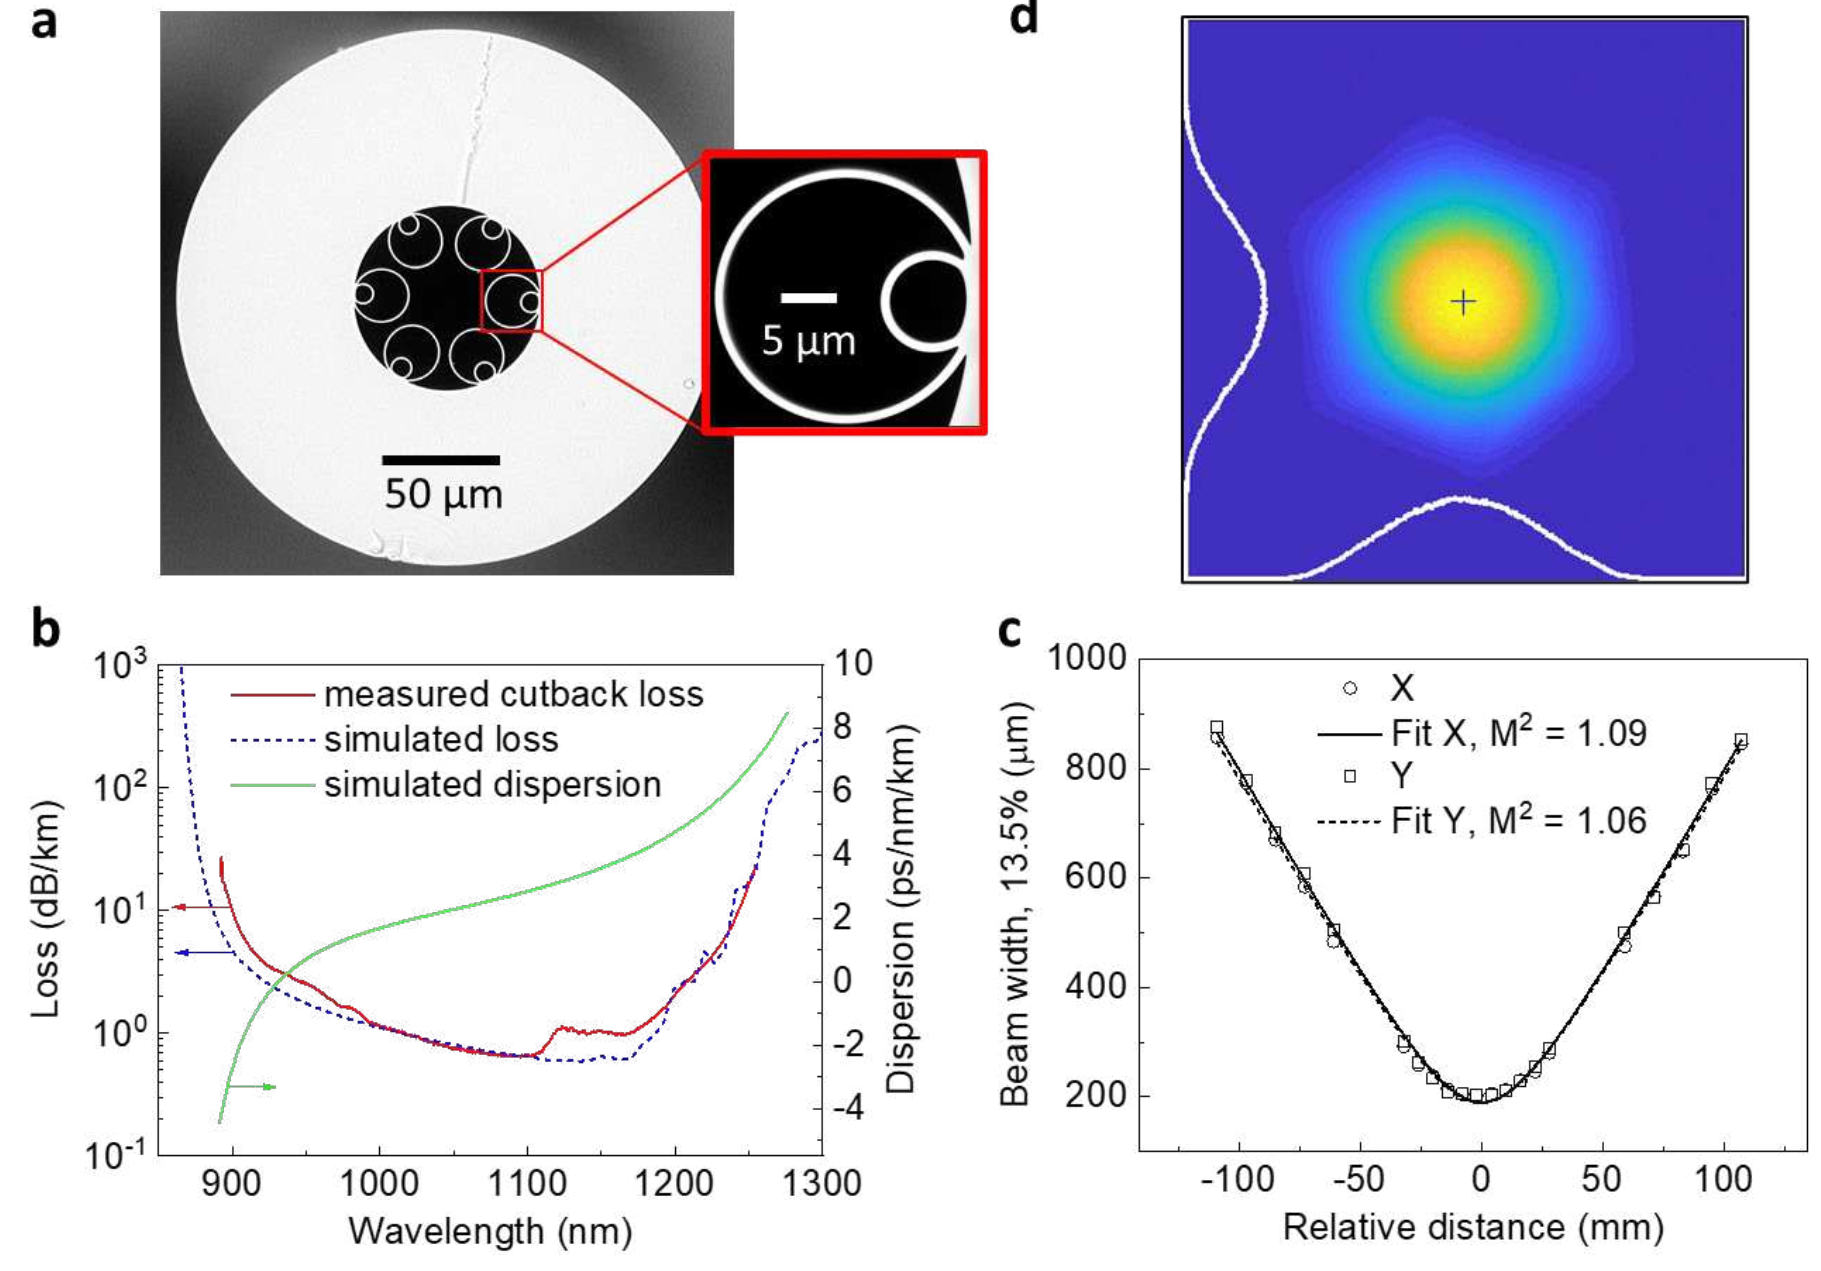 a
50 µm
5 µm
d
b
10³
10²
10¹
10⁰
10⁻¹
Loss (dB/km)
measured cutback loss
simulated loss
simulated dispersion
10
8
6
4
2
0
-2
-4
Dispersion (ps/nm/km)
900 1000 1100 1200 1300
Wavelength (nm)
c
1000
800
600
400
200
Beam width, 13.5% (µm)
X
Fit X, M² = 1.09
Y
Fit Y, M² = 1.06
-100 -50 0 50 100
Relative distance (mm)